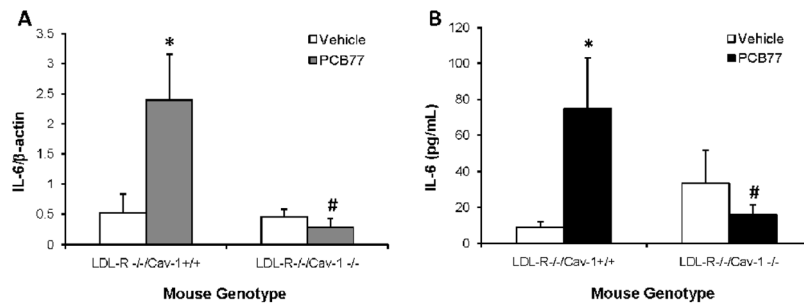 A
3.5
3
2.5
2
1.5
1
0.5
0
IL-6/β-actin
*
#
Vehicle
PCB77
LDL-R -/-/Cav-1+/+
LDL-R-/-/Cav-1 -/-
Mouse Genotype
B
120
100
80
60
40
20
0
IL-6 (pg/mL)
*
#
Vehicle
PCB77
LDL-R-/-/Cav-1+/+
LDL-R-/-/Cav-1 -/-
Mouse Genotype